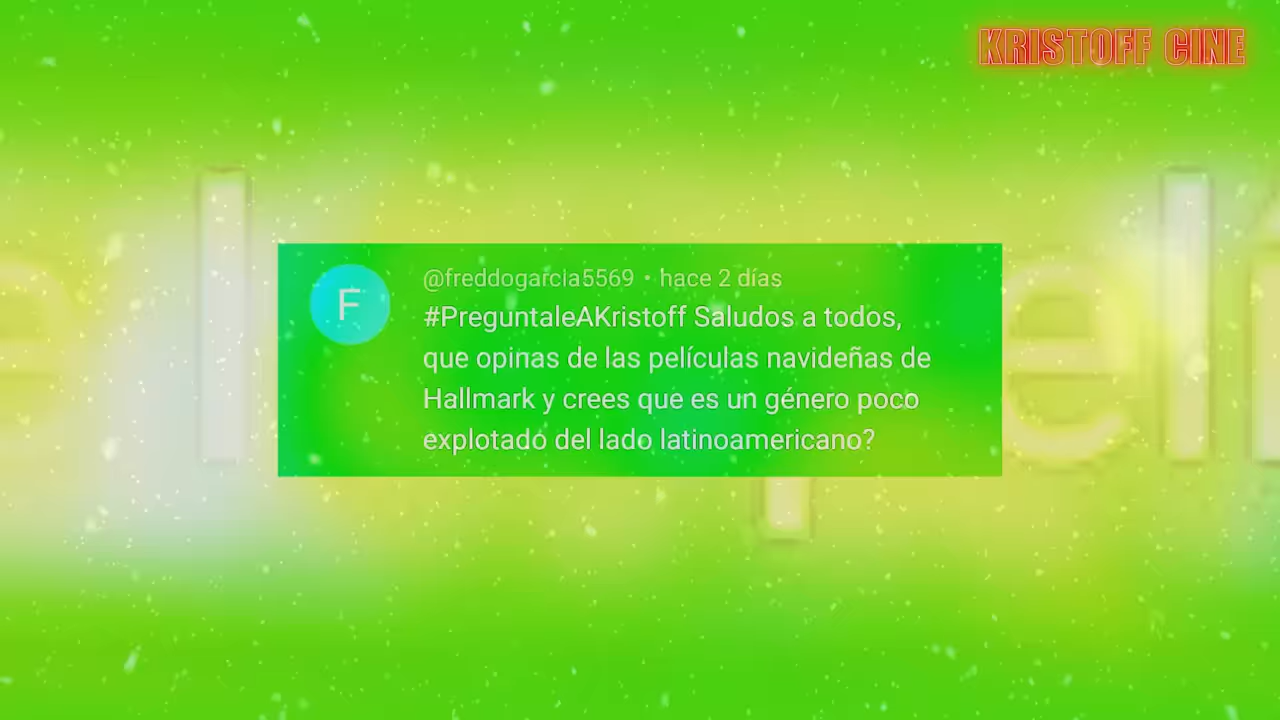 KRISTOFF CINE
@freddogarcia5569 • hace 2 días
#PreguntaleAKristoff Saludos a todos,
que opinas de las películas navideñas de
Hallmark y crees que es un género poco
explotado del lado latinoamericano?
F